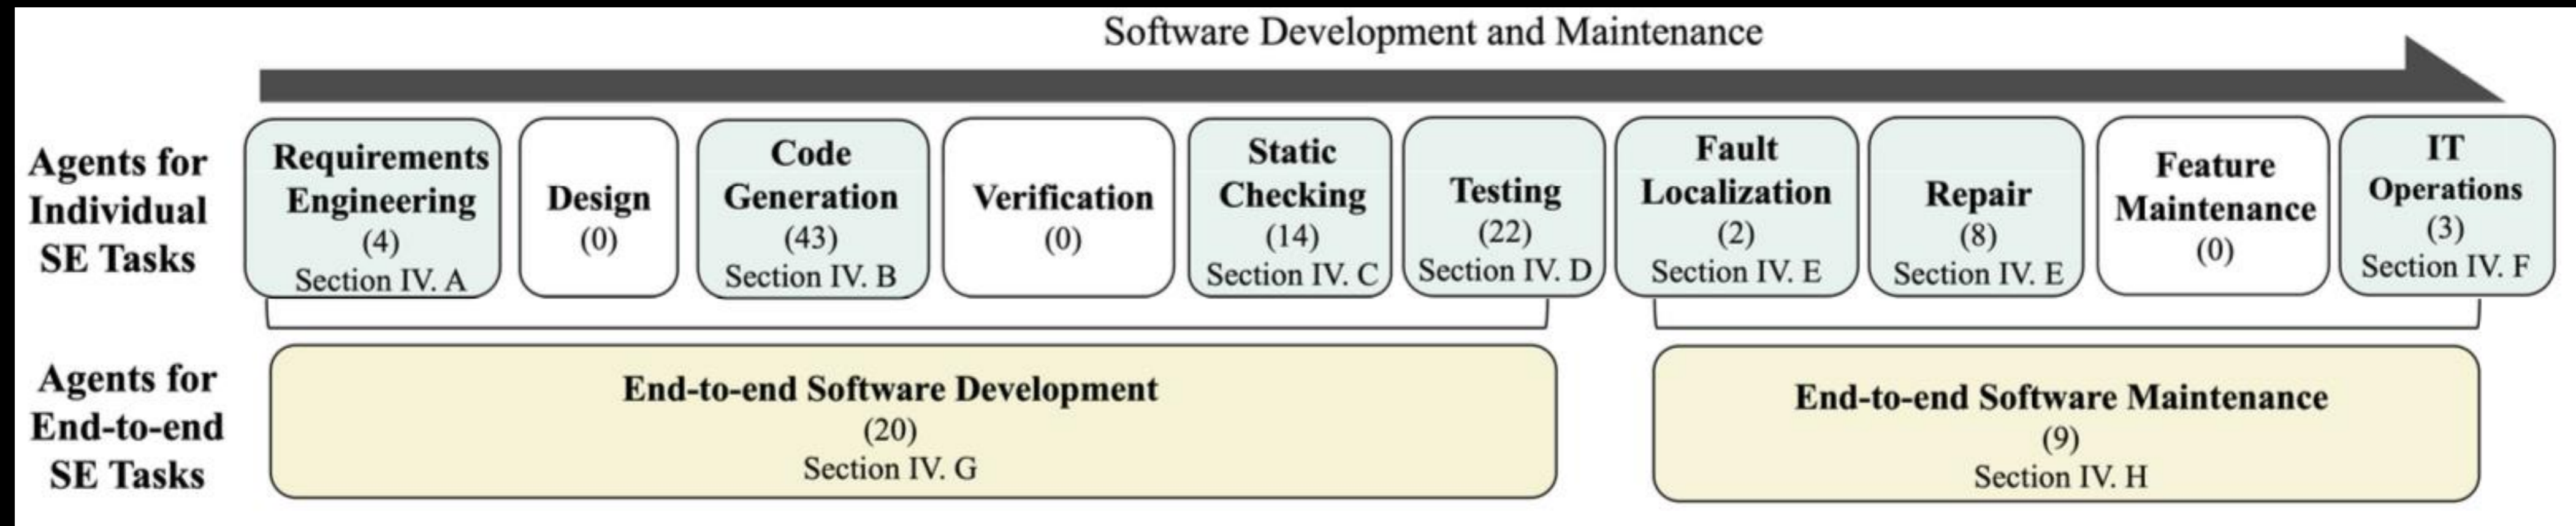 Software Development and Maintenance
Agents for
Individual
SE Tasks
Requirements
Engineering
(4)
Section IV. A
Design
(0)
Code
Generation
(43)
Section IV. B
Verification
(0)
Static
Checking
(14)
Section IV. C
Testing
(22)
Section IV. D
Fault
Localization
(2)
Section IV. E
Repair
(8)
Section IV. E
Feature
Maintenance
(0)
IT
Operations
(3)
Section IV. F
Agents for
End-to-end
SE Tasks
End-to-end Software Development
(20)
Section IV. G
End-to-end Software Maintenance
(9)
Section IV. H